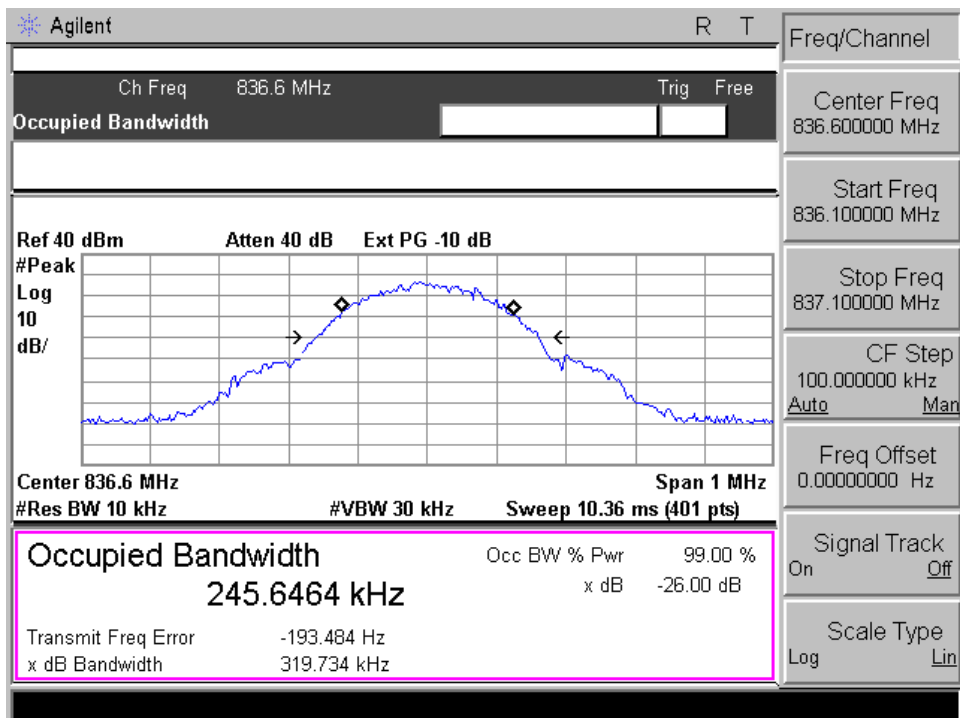 Agilent R T
Ch Freq 836.6 MHz Trig Free
Occupied Bandwidth
Ref 40 dBm Atten 40 dB Ext PG -10 dB
#Peak
Log
10
dB/
Center 836.6 MHz Span 1 MHz
#Res BW 10 kHz #VBW 30 kHz Sweep 10.36 ms (401 pts)
Occupied Bandwidth Occ BW % Pwr 99.00 %
245.6464 kHz x dB -26.00 dB
Transmit Freq Error -193.484 Hz
x dB Bandwidth 319.734 kHz
Freq/Channel
Center Freq
836.600000 MHz
Start Freq
836.100000 MHz
Stop Freq
837.100000 MHz
CF Step
100.000000 kHz
Auto Man
Freq Offset
0.00000000 Hz
Signal Track
On Off
Scale Type
Log Lin